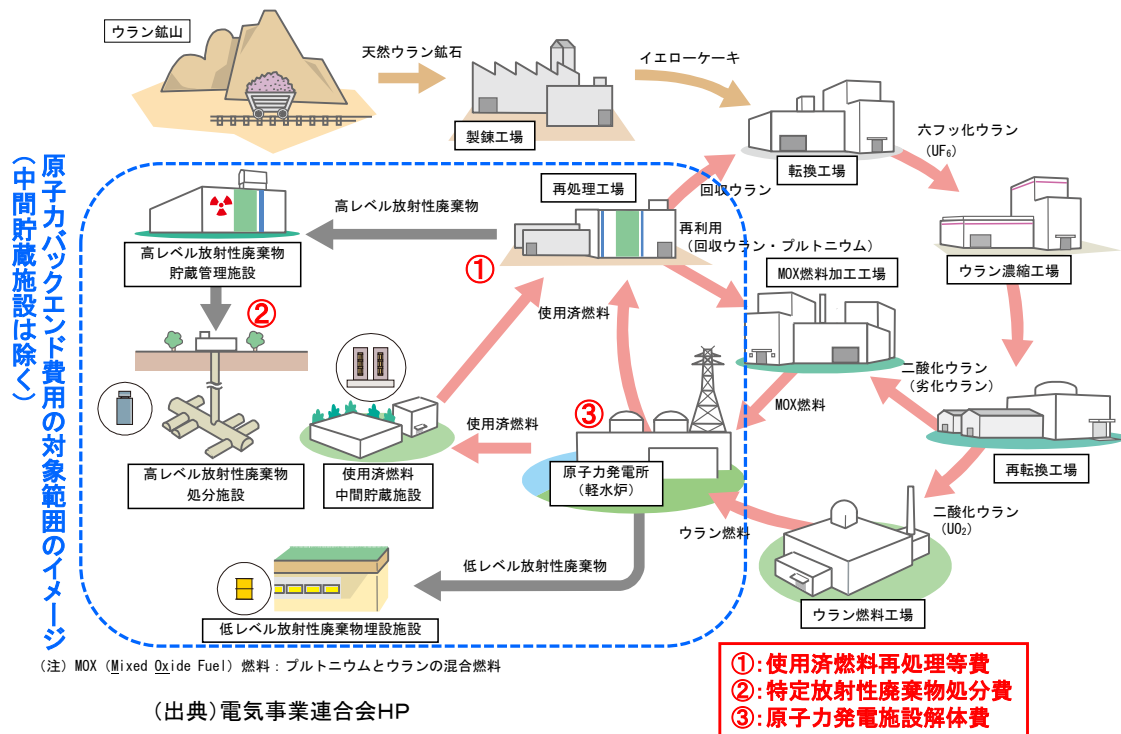 ウラン鉱山
天然ウラン鉱石
製錬工場
イエローケーキ
転換工場
六フッ化ウラン
（UF₆）
ウラン濃縮工場
原子力バックエンド費用の対象範囲のイメージ
（中間貯蔵施設は除く）
再処理工場
回収ウラン
高レベル放射性廃棄物
再利用
（回収ウラン・プルトニウム）
①
高レベル放射性廃棄物
貯蔵管理施設
MOX燃料加工工場
②
使用済燃料
二酸化ウラン
（劣化ウラン）
MOX燃料
③
使用済燃料
再転換工場
高レベル放射性廃棄物
処分施設
使用済燃料
中間貯蔵施設
原子力発電所
（軽水炉）
ウラン燃料
二酸化ウラン
（UO₂）
低レベル放射性廃棄物
ウラン燃料工場
低レベル放射性廃棄物埋設施設
（注）MOX（Mixed Oxide Fuel）燃料：プルトニウムとウランの混合燃料
①：使用済燃料再処理等費
②：特定放射性廃棄物処分費
③：原子力発電施設解体費
（出典）電気事業連合会HP